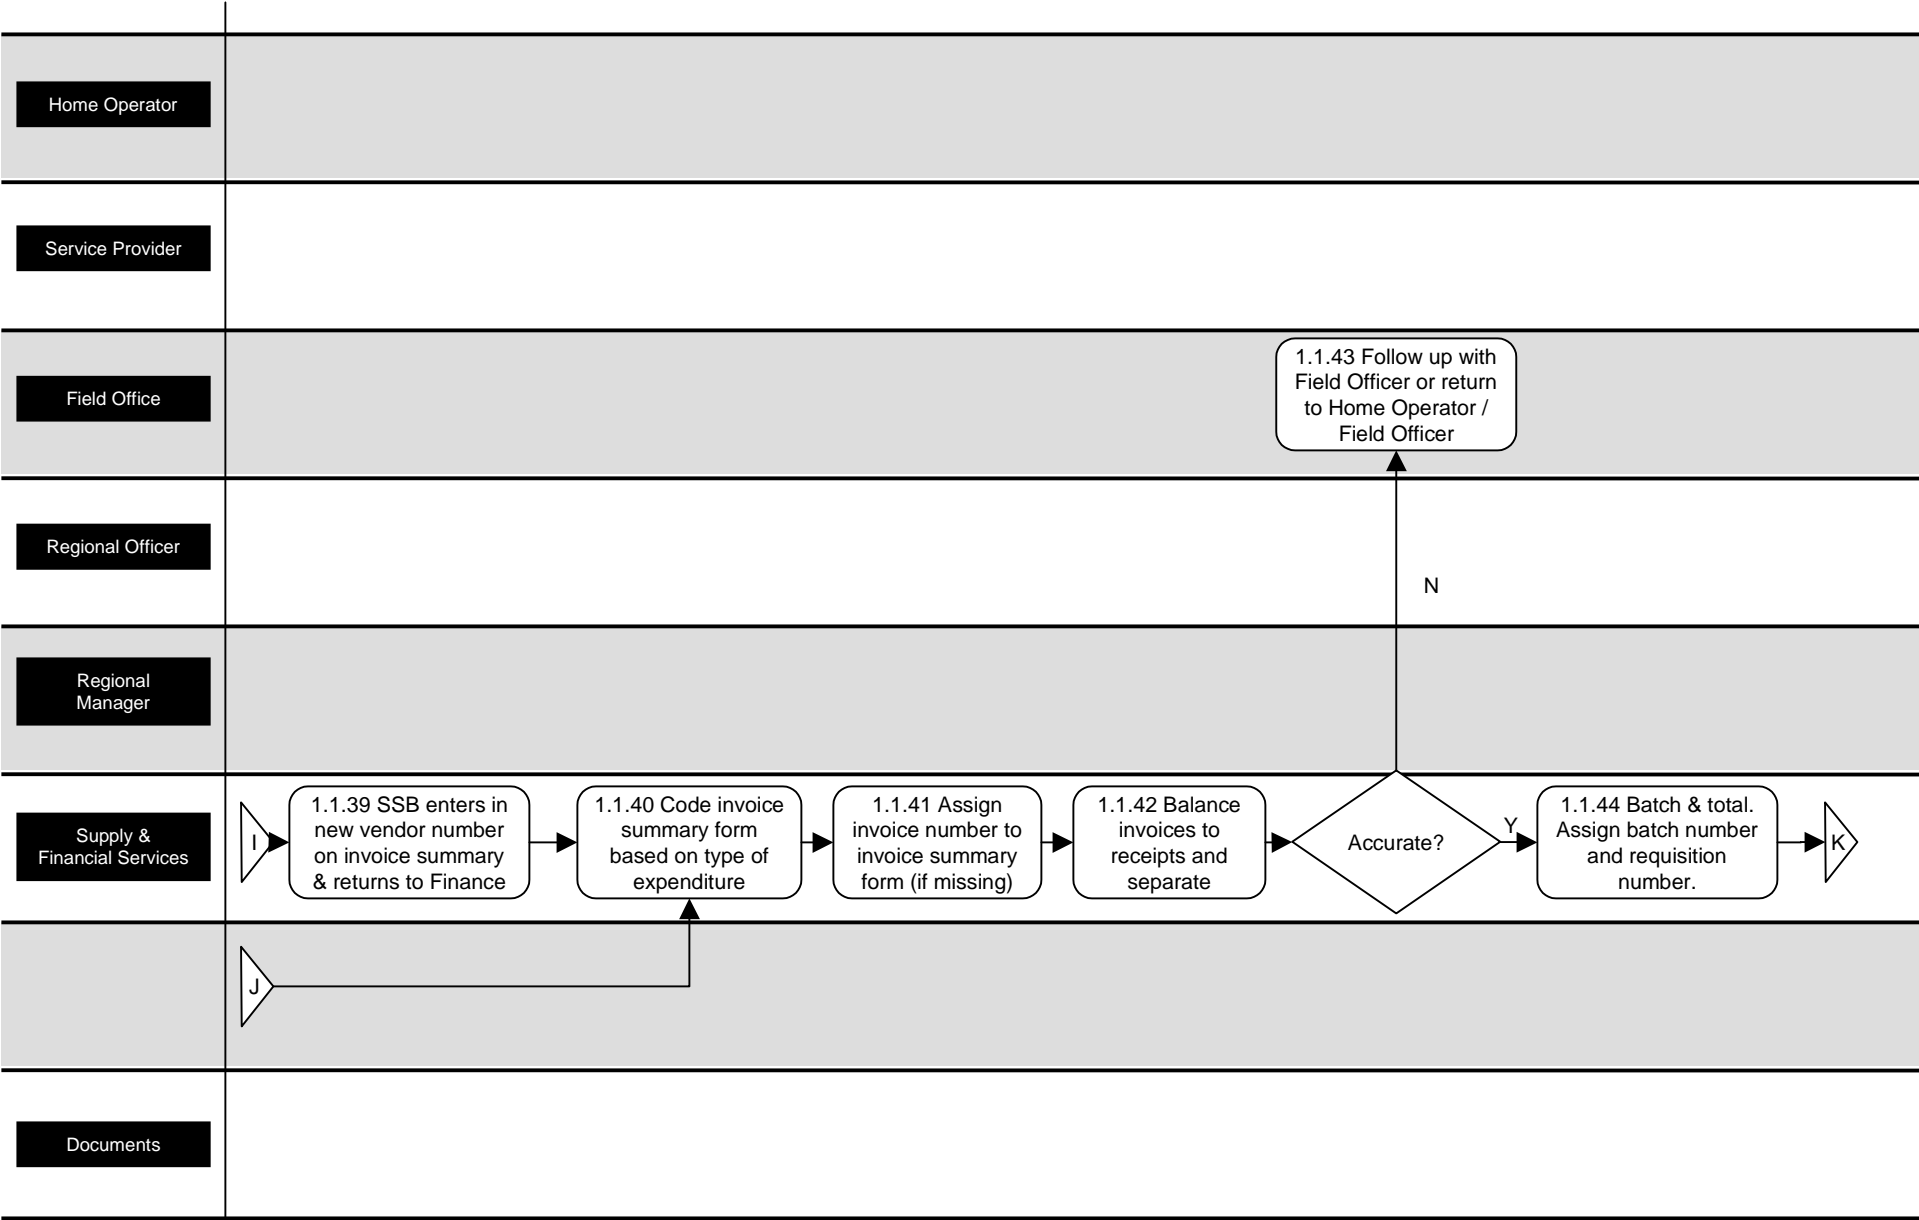 Home Operator
Service Provider
Field Office
1.1.43 Follow up with
Field Officer or return
to Home Operator /
Field Officer
Regional Officer
N
Regional
Manager
Supply &
Financial Services
I
1.1.39 SSB enters in
new vendor number
on invoice summary
& returns to Finance
1.1.40 Code invoice
summary form
based on type of
expenditure
1.1.41 Assign
invoice number to
invoice summary
form (if missing)
1.1.42 Balance
invoices to
receipts and
separate
Accurate?
Y
1.1.44 Batch & total.
Assign batch number
and requisition
number.
K
J
Documents